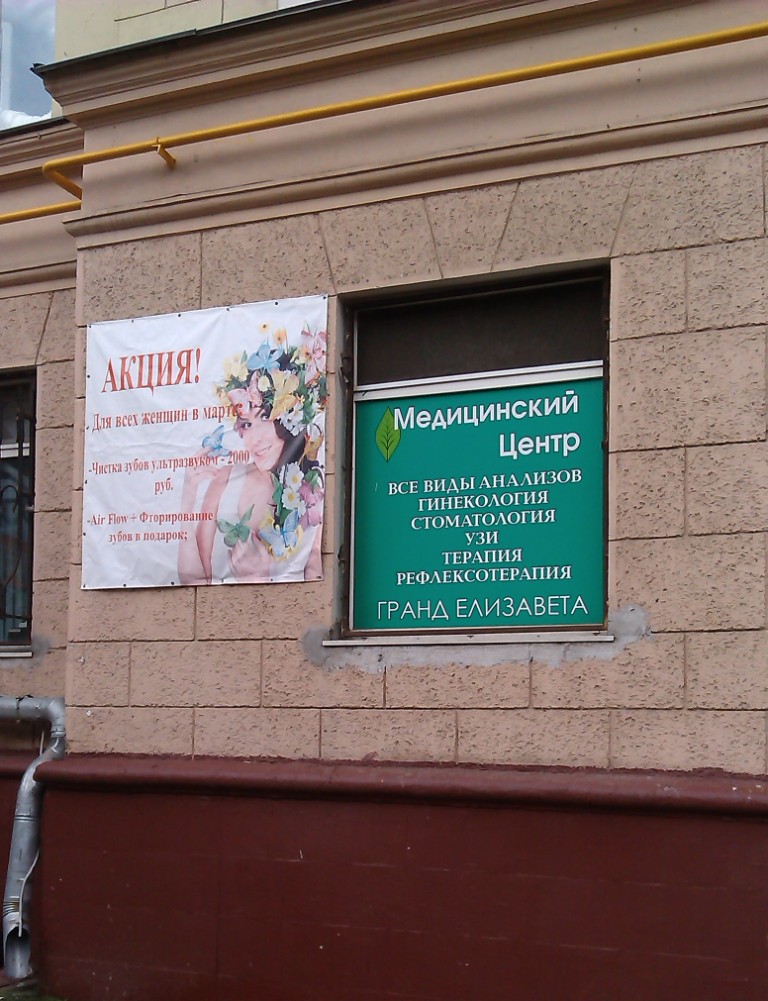 АКЦИЯ!
Для всех женщин в марте
-Чистка зубов ультразвуком - 2000
руб.
-Air Flow + Фторирование
зубов в подарок;
Медицинский
Центр
ВСЕ ВИДЫ АНАЛИЗОВ
ГИНЕКОЛОГИЯ
СТОМАТОЛОГИЯ
УЗИ
ТЕРАПИЯ
РЕФЛЕКСОТЕРАПИЯ
ГРАНД ЕЛИЗАВЕТА